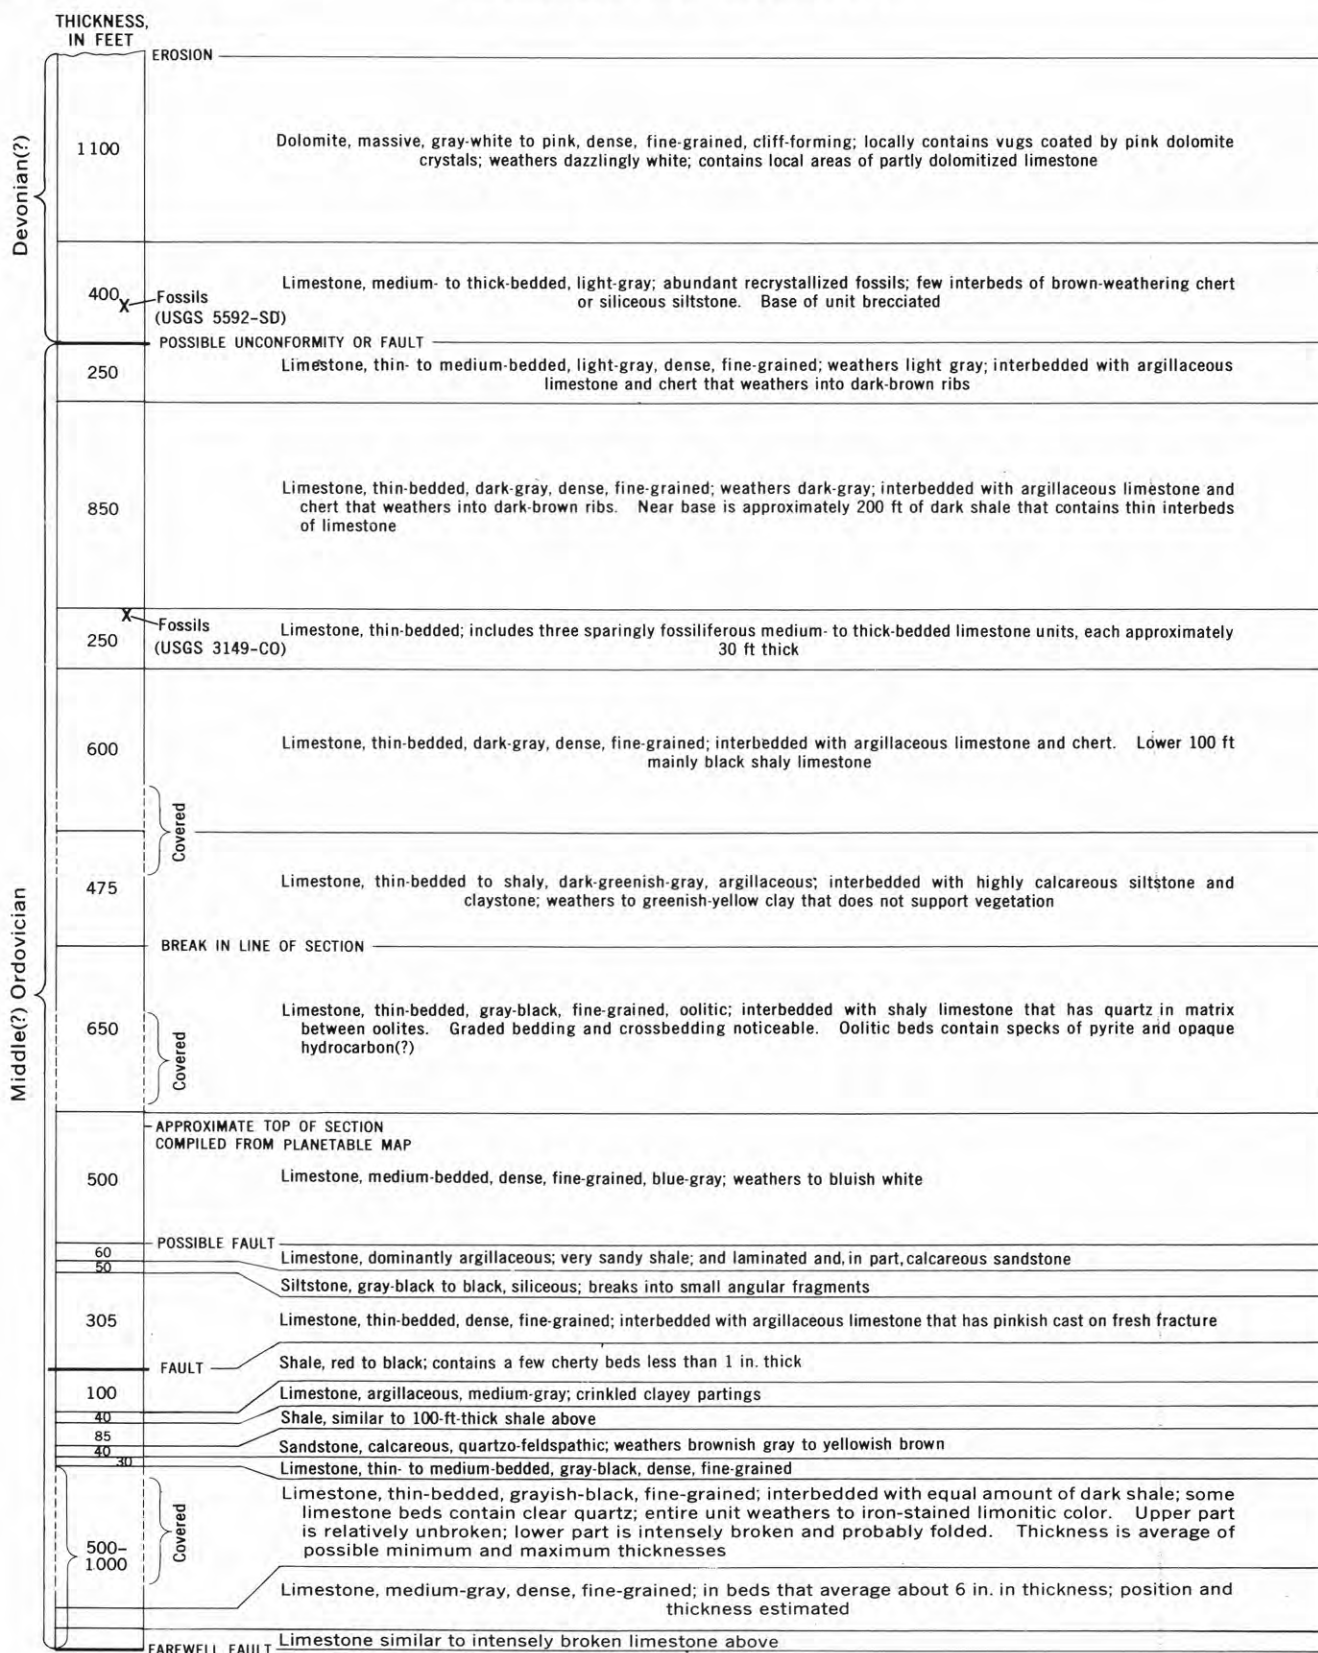 THICKNESS,
IN FEET
EROSION
Devonian(?)
1100
Dolomite, massive, gray-white to pink, dense, fine-grained, cliff-forming; locally contains vugs coated by pink dolomite
crystals; weathers dazzlingly white; contains local areas of partly dolomitized limestone
400
Limestone, medium- to thick-bedded, light-gray; abundant recrystallized fossils; few interbeds of brown-weathering chert
or siliceous siltstone. Base of unit brecciated
X
Fossils
(USGS 5592-SD)
POSSIBLE UNCONFORMITY OR FAULT
Middle(?) Ordovician
250
Limestone, thin- to medium-bedded, light-gray, dense, fine-grained; weathers light gray; interbedded with argillaceous
limestone and chert that weathers into dark-brown ribs
850
Limestone, thin-bedded, dark-gray, dense, fine-grained; weathers dark-gray; interbedded with argillaceous limestone and
chert that weathers into dark-brown ribs. Near base is approximately 200 ft of dark shale that contains thin interbeds
of limestone
X
Fossils
(USGS 3149-CO)
250
Limestone, thin-bedded; includes three sparingly fossiliferous medium- to thick-bedded limestone units, each approximately
30 ft thick
600
Limestone, thin-bedded, dark-gray, dense, fine-grained; interbedded with argillaceous limestone and chert. Lower 100 ft
mainly black shaly limestone
Covered
475
Limestone, thin-bedded to shaly, dark-greenish-gray, argillaceous; interbedded with highly calcareous siltstone and
claystone; weathers to greenish-yellow clay that does not support vegetation
BREAK IN LINE OF SECTION
650
Limestone, thin-bedded, gray-black, fine-grained, oolitic; interbedded with shaly limestone that has quartz in matrix
between oolites. Graded bedding and crossbedding noticeable. Oolitic beds contain specks of pyrite and opaque
hydrocarbon(?)
Covered
APPROXIMATE TOP OF SECTION
COMPILED FROM PLANETABLE MAP
500
Limestone, medium-bedded, dense, fine-grained, blue-gray; weathers to bluish white
POSSIBLE FAULT
60
Limestone, dominantly argillaceous; very sandy shale; and laminated and, in part, calcareous sandstone
50
Siltstone, gray-black to black, siliceous; breaks into small angular fragments
305
Limestone, thin-bedded, dense, fine-grained; interbedded with argillaceous limestone that has pinkish cast on fresh fracture
FAULT
Shale, red to black; contains a few cherty beds less than 1 in. thick
100
Limestone, argillaceous, medium-gray; crinkled clayey partings
40
Shale, similar to 100-ft-thick shale above
85
Sandstone, calcareous, quartzo-feldspathic; weathers brownish gray to yellowish brown
40
30
Limestone, thin- to medium-bedded, gray-black, dense, fine-grained
500-
1000
Covered
Limestone, thin-bedded, grayish-black, fine-grained; interbedded with equal amount of dark shale; some
limestone beds contain clear quartz; entire unit weathers to iron-stained limonitic color. Upper part
is relatively unbroken; lower part is intensely broken and probably folded. Thickness is average of
possible minimum and maximum thicknesses
Limestone, medium-gray, dense, fine-grained; in beds that average about 6 in. in thickness; position and
thickness estimated
FAREWELL FAULT
Limestone similar to intensely broken limestone above